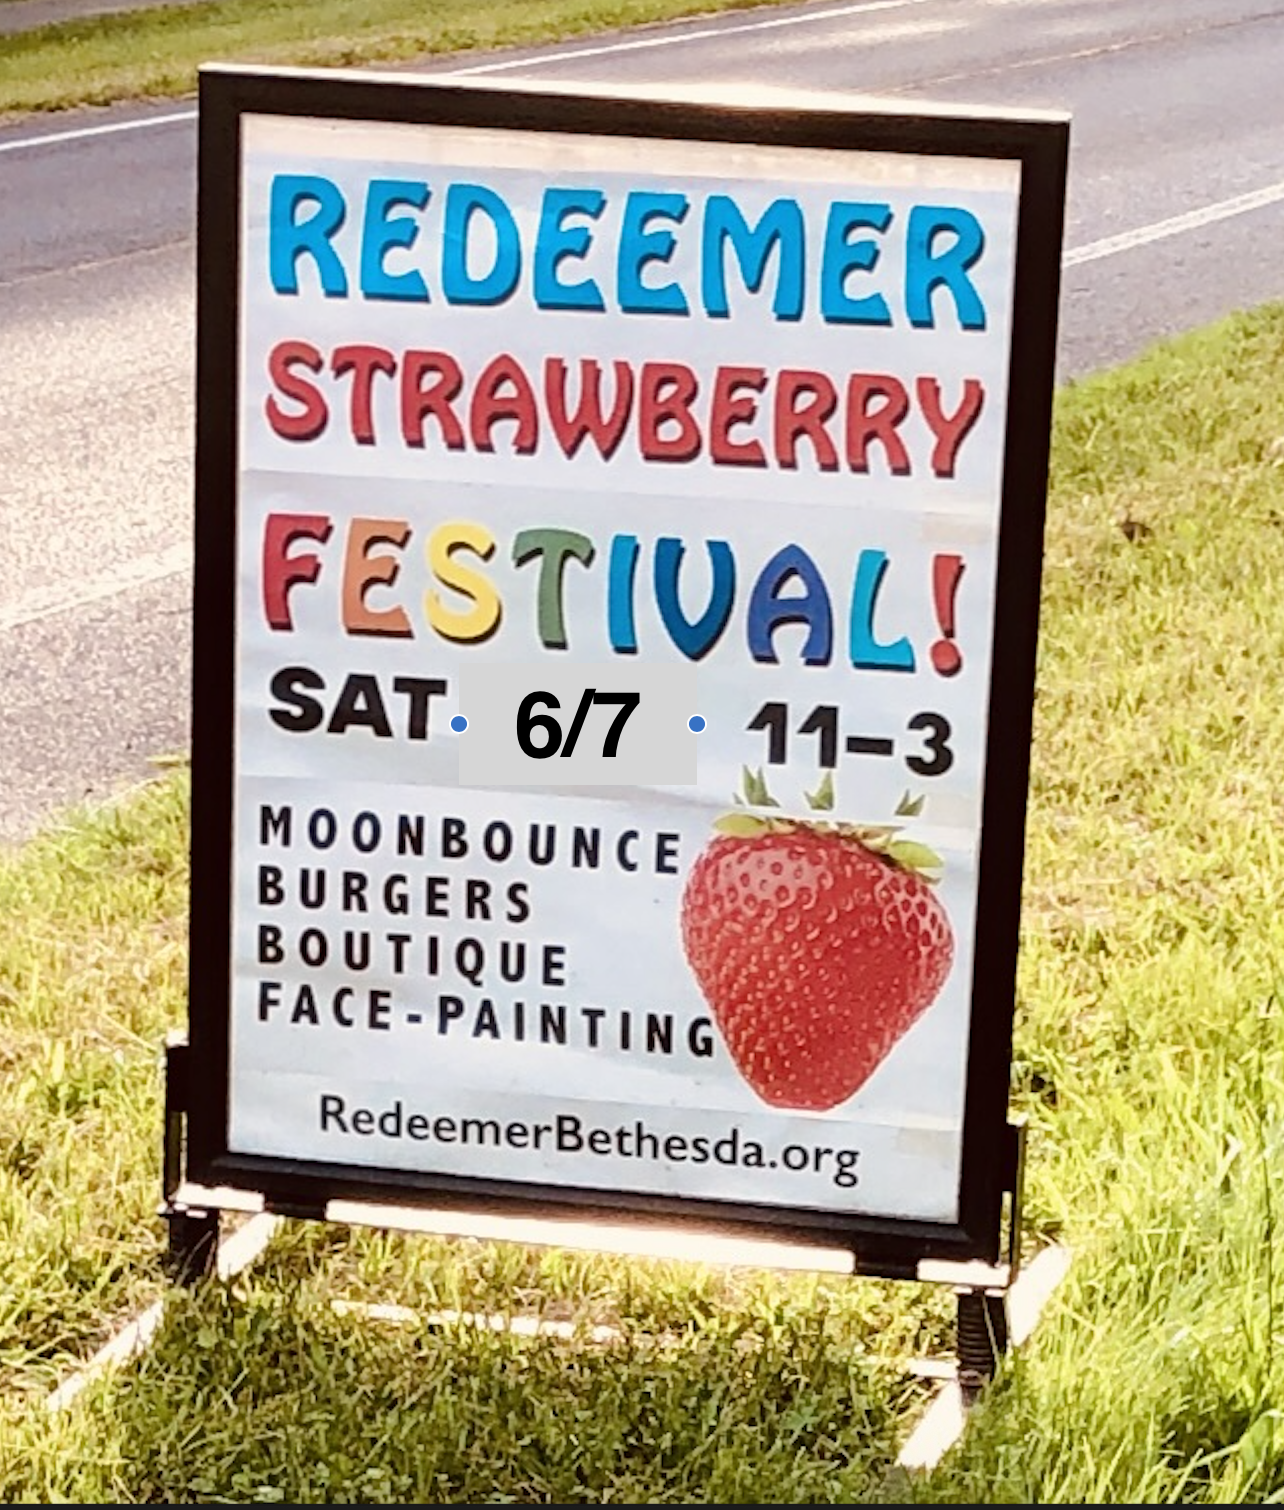 REDEEMER
STRAWBERRY
FESTIVAL!
SAT 6/7 11-3
MOONBOUNCE
BURGERS
BOUTIQUE
FACE-PAINTING
RedeemerBethesda.org